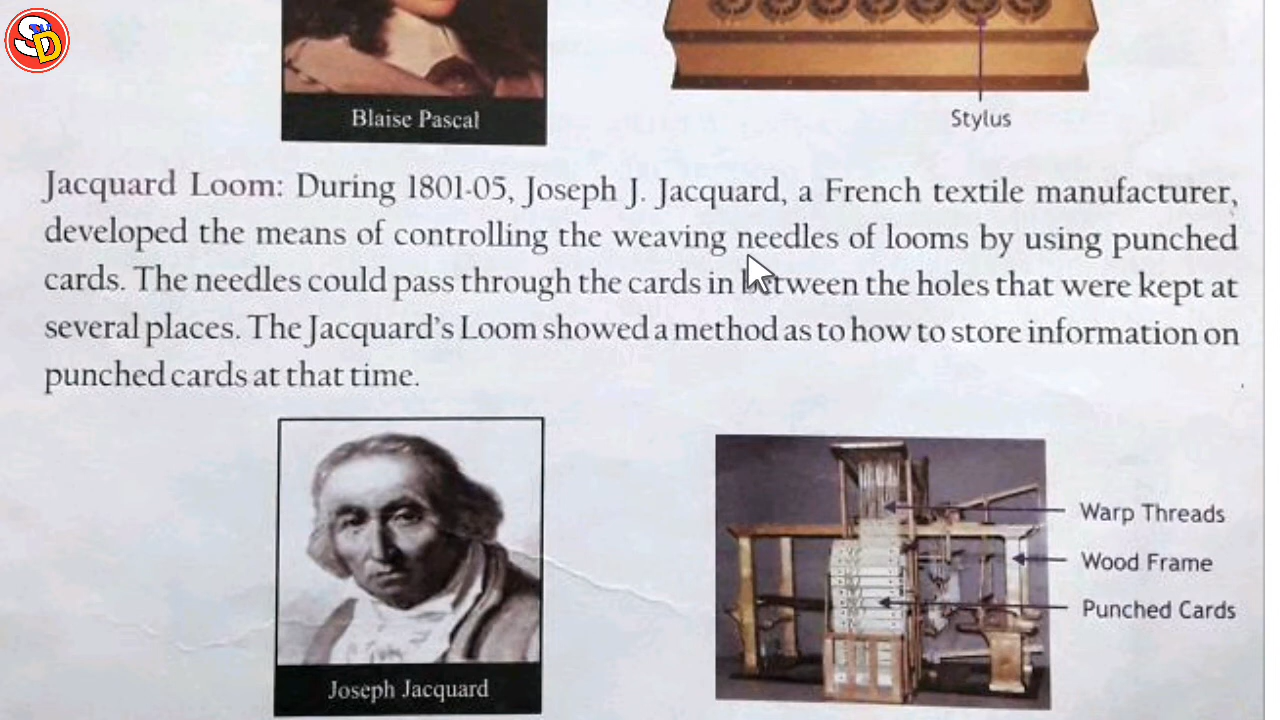 SD
Blaise Pascal
Stylus
Jacquard Loom: During 1801-05, Joseph J. Jacquard, a French textile manufacturer,
developed the means of controlling the weaving needles of looms by using punched
cards. The needles could pass through the cards in between the holes that were kept at
several places. The Jacquard's Loom showed a method as to how to store information on
punched cards at that time.
Warp Threads
Wood Frame
Punched Cards
Joseph Jacquard